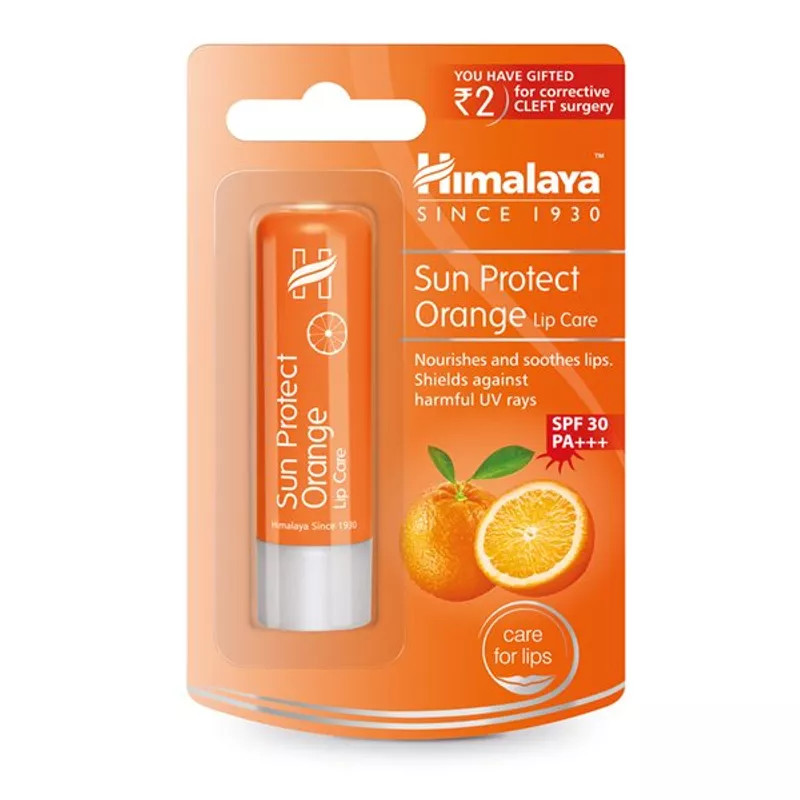 YOU HAVE GIFTED
₹2 for corrective
CLEFT surgery
Himalaya™
SINCE 1930
Sun Protect
Orange Lip Care
Nourishes and soothes lips.
Shields against
harmful UV rays
SPF 30
PA+++
care
for lips
Sun Protect
Orange
Lip Care
Himalaya Since 1930